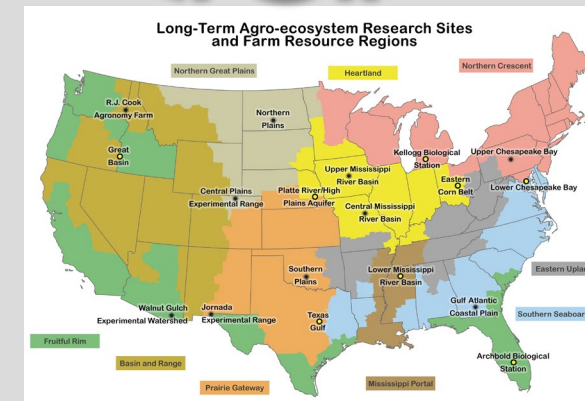 Long-Term Agro-ecosystem Research Sites
and Farm Resource Regions
Northern Great Plains
Heartland
Northern Crescent
R.J. Cook
Agronomy Farm
Northern
Plains
Great
Basin
Kellogg Biological
Station
Upper Chesapeake Bay
Upper Mississippi
River Basin
Eastern
Corn Belt
Lower Chesapeake Bay
Central Plains
Experimental Range
Platte River/High
Plains Aquifer
Central Mississippi
River Basin
Southern
Plains
Lower Mississippi
River Basin
Eastern
Walnut Gulch
Experimental Watershed
Jornada
Experimental Range
Texas
Gulf
Gulf Atlantic
Coastal Plain
Southern
Fruitful Rim
Archbold Biological
Station
Basin and Range
Prairie Gateway
Mississippi Portal